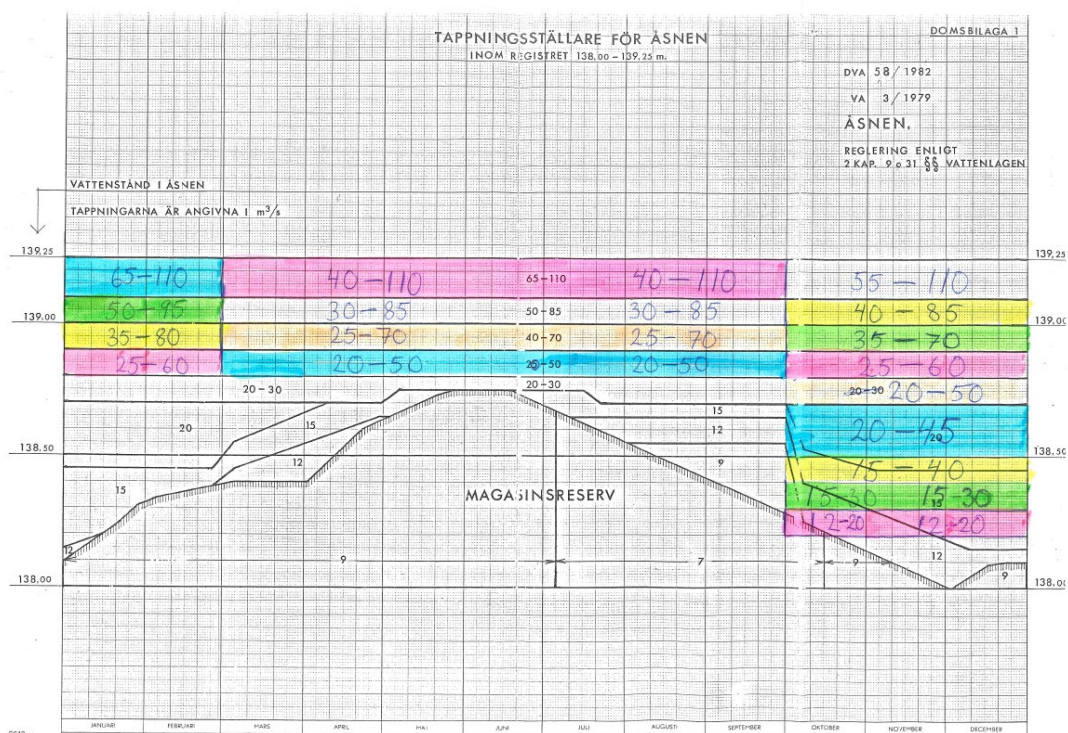 TAPPNINGSSTÄLLARE FÖR ÅSNEN
INOM REGISTRET 138.00 – 139.25 m.
DOMSBILAGA 1
DVA 58/1982
VA 3/1979
ÅSNEN.
REGLERING ENLIGT
2 KAP. 9 o 31 §§ VATTENLAGEN
VATTENSTÅND I ÅSNEN
TAPPNINGARNA ÄR ANGIVNA I m³/s
139.25 139.25
65-110 40-110 65-110 40-110 55-110
50-95 30-85 50-85 30-85 40-85
139.00 139.00
35-80 25-70 40-70 25-70 35-70
25-60 20-50 25-50 20-50 25-60
20-30 20-30 20-30 20-50
15
20 15 12 20-45 20
138.50 138.50
12 9 15-40
15 MAGASINSRESERV 15-30 15-30 15
12-20 12-20
12 9 7 9 12
9
138.00 138.00
JANUARI FEBRUARI MARS APRIL MAJ JUNI JULI AUGUSTI SEPTEMBER OKTOBER NOVEMBER DECEMBER